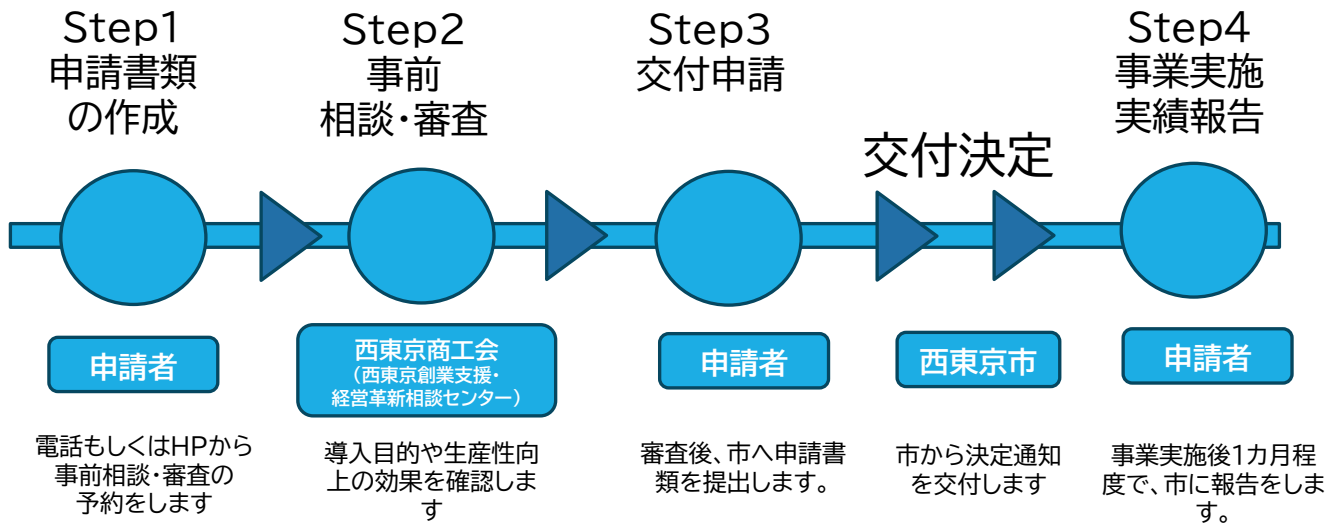 Step1
申請書類
の作成
Step2
事前
相談・審査
Step3
交付申請
交付決定
Step4
事業実施
実績報告
申請者
西東京商工会
（西東京創業支援・
経営革新相談センター）
申請者
西東京市
申請者
電話もしくはHPから
事前相談・審査の
予約をします
導入目的や生産性向
上の効果を確認しま
す
審査後、市へ申請書
類を提出します。
市から決定通知
を交付します
事業実施後1カ月程
度で、市に報告をしま
す。